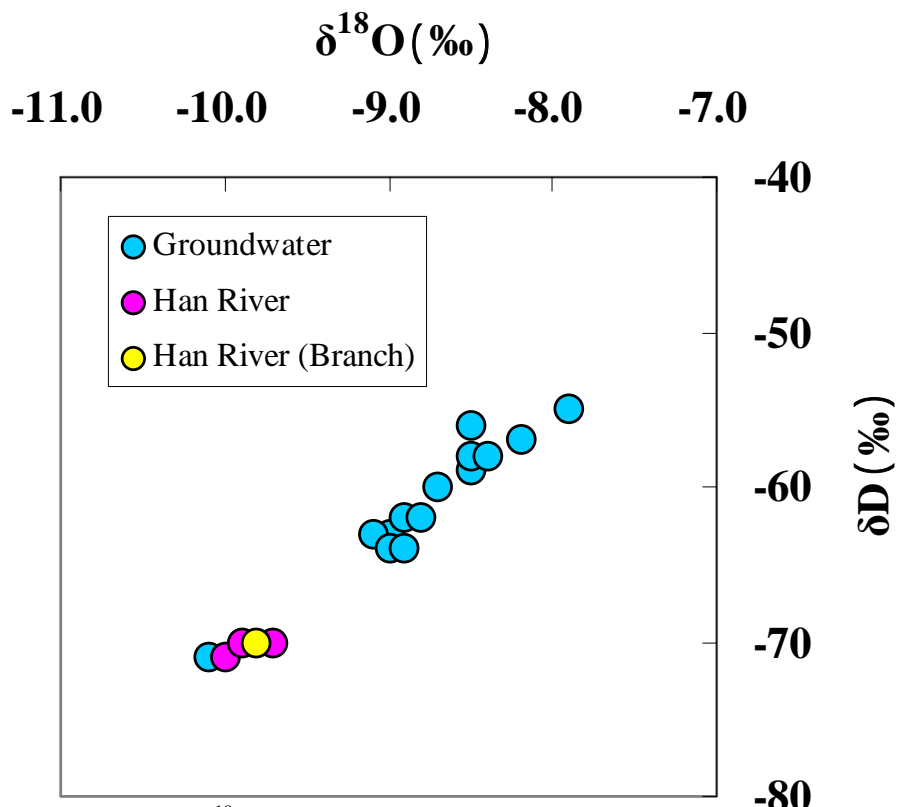 δ¹⁸O(‰)
-11.0 -10.0 -9.0 -8.0 -7.0
-40
Groundwater
Han River
-50
Han River (Branch)
δD(‰)
-60
-70
-80
18